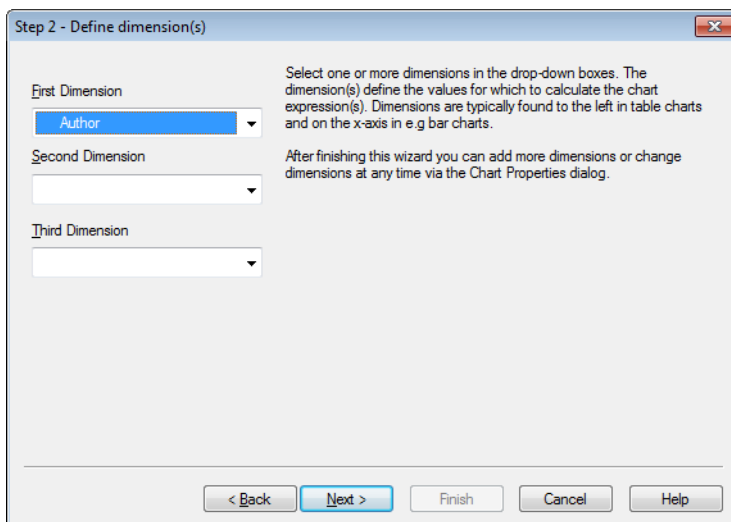 Step 2 - Define dimension(s)
First Dimension
Author
Second Dimension
Third Dimension
Select one or more dimensions in the drop-down boxes. The
dimension(s) define the values for which to calculate the chart
expression(s). Dimensions are typically found to the left in table charts
and on the x-axis in e.g bar charts.
After finishing this wizard you can add more dimensions or change
dimensions at any time via the Chart Properties dialog.
< Back
Next >
Finish
Cancel
Help